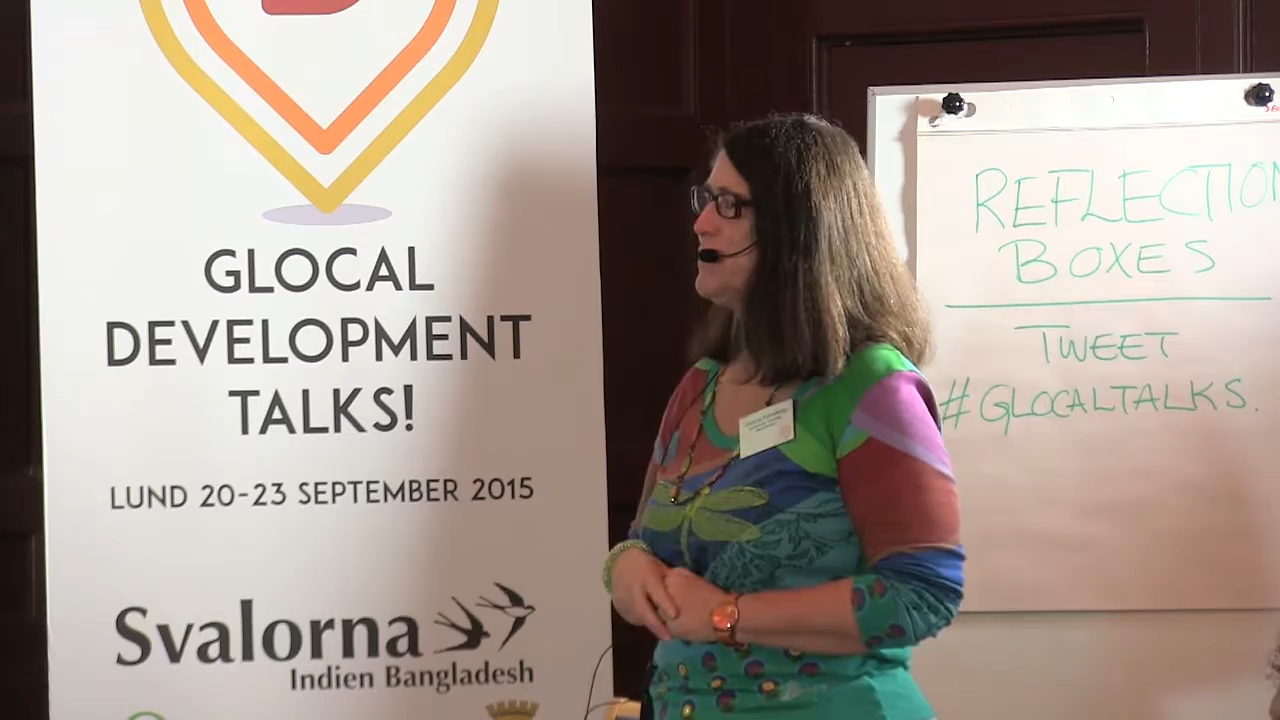 GLOCAL
DEVELOPMENT
TALKS!
LUND 20-23 SEPTEMBER 2015
Svalorna
Indien Bangladesh
REFLECTION
BOXES
TWEET
#GLOCALTALKS.